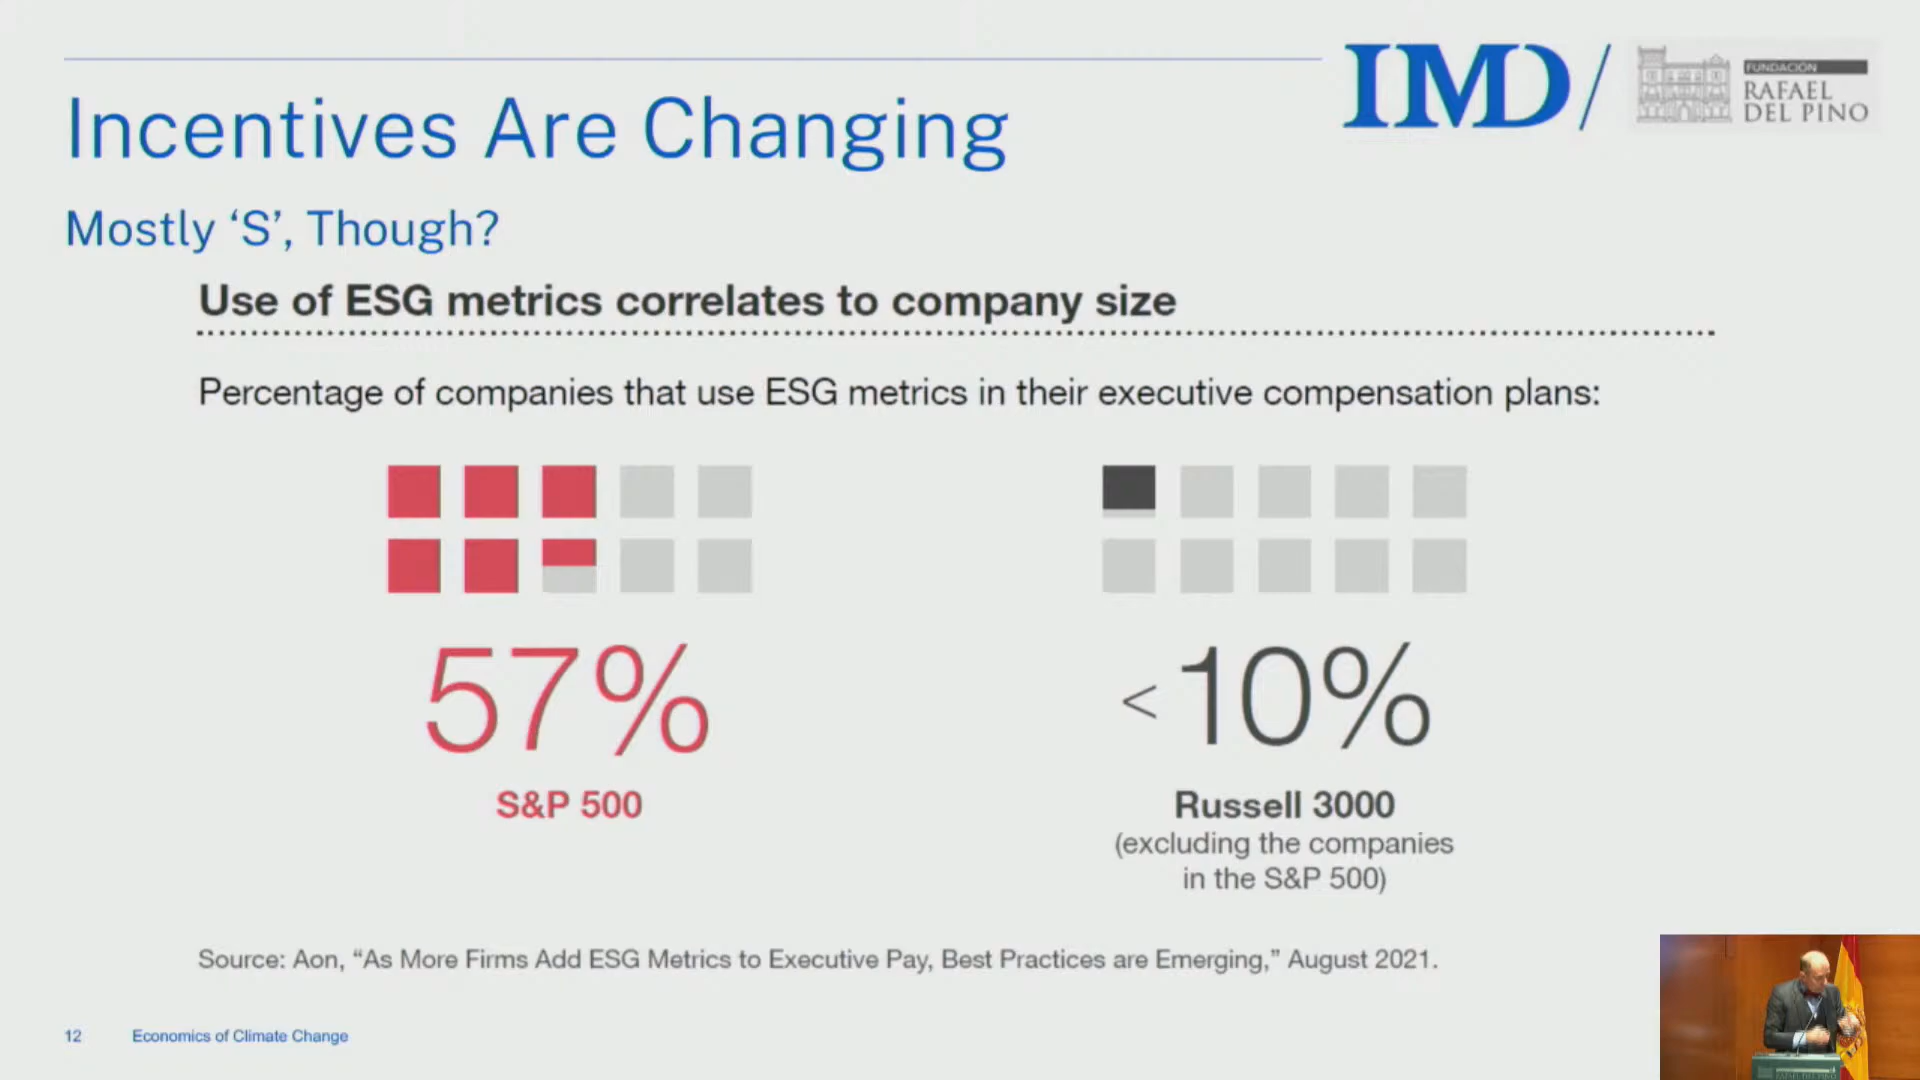 IMD
FUNDACIÓN
RAFAEL
DEL PINO
Incentives Are Changing
Mostly ‘S’, Though?
Use of ESG metrics correlates to company size
Percentage of companies that use ESG metrics in their executive compensation plans:
57%
S&P 500
<10%
Russell 3000
(excluding the companies
in the S&P 500)
Source: Aon, “As More Firms Add ESG Metrics to Executive Pay, Best Practices are Emerging,” August 2021.
12
Economics of Climate Change
RAFAEL DEL PINO